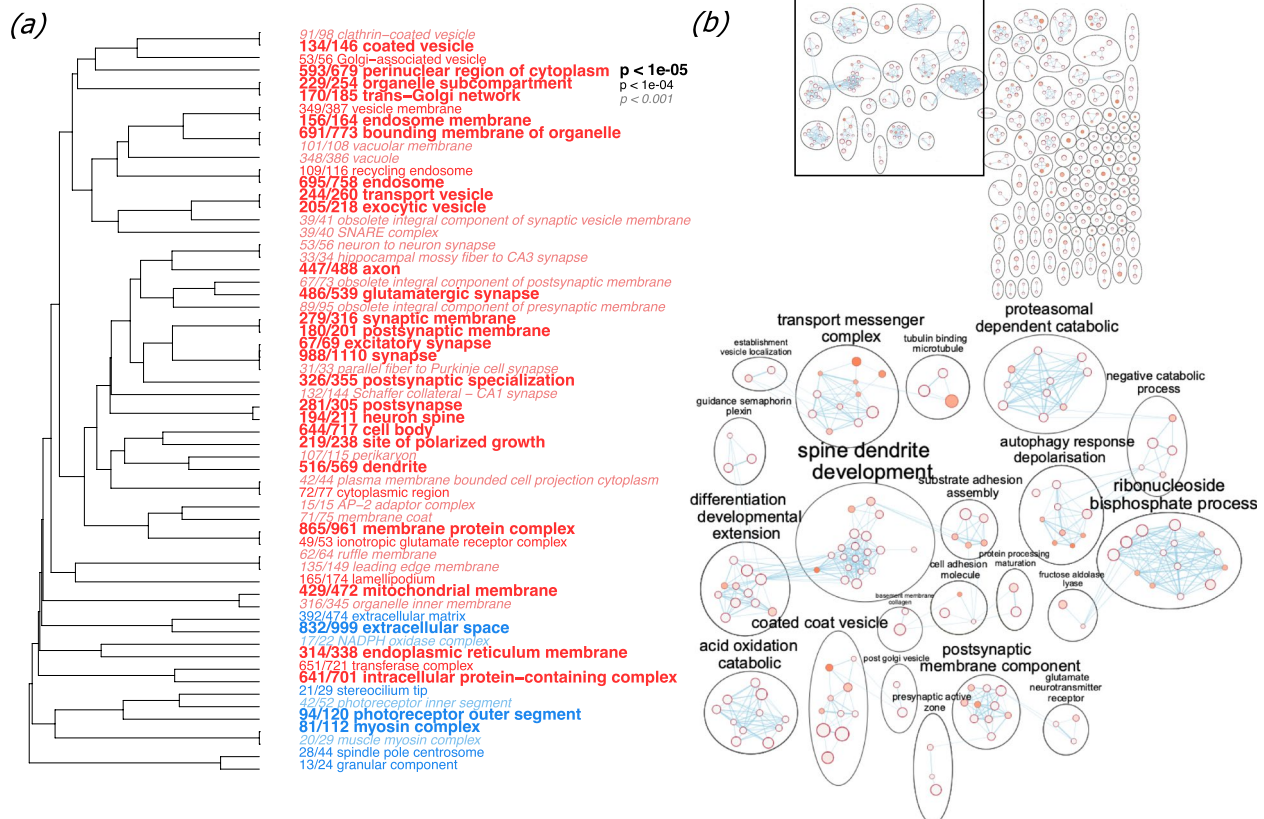 (a)
91/98 clathrin−coated vesicle
134/146 coated vesicle
53/56 Golgi−associated vesicle
593/679 perinuclear region of cytoplasm
229/254 organelle subcompartment
170/185 trans−Golgi network
349/387 vesicle membrane
156/164 endosome membrane
691/773 bounding membrane of organelle
101/108 vacuolar membrane
348/386 vacuole
109/116 recycling endosome
695/758 endosome
244/260 transport vesicle
205/218 exocytic vesicle
39/41 obsolete integral component of synaptic vesicle membrane
39/40 SNARE complex
53/56 neuron to neuron synapse
33/34 hippocampal mossy fiber to CA3 synapse
447/488 axon
67/73 obsolete integral component of postsynaptic membrane
486/539 glutamatergic synapse
89/95 obsolete integral component of presynaptic membrane
279/316 synaptic membrane
180/201 postsynaptic membrane
67/69 excitatory synapse
988/1110 synapse
31/33 parallel fiber to Purkinje cell synapse
326/355 postsynaptic specialization
132/144 Schaffer collateral − CA1 synapse
281/305 postsynapse
194/211 neuron spine
644/717 cell body
219/238 site of polarized growth
107/115 perikaryon
516/569 dendrite
42/44 plasma membrane bounded cell projection cytoplasm
72/77 cytoplasmic region
15/15 AP−2 adaptor complex
71/75 membrane coat
865/961 membrane protein complex
49/53 ionotropic glutamate receptor complex
62/64 ruffle membrane
135/149 leading edge membrane
165/174 lamellipodium
429/472 mitochondrial membrane
316/345 organelle inner membrane
392/474 extracellular matrix
832/999 extracellular space
17/22 NADPH oxidase complex
314/338 endoplasmic reticulum membrane
651/721 transferase complex
641/701 intracellular protein−containing complex
21/29 stereocilium tip
42/52 photoreceptor inner segment
94/120 photoreceptor outer segment
81/112 myosin complex
20/29 muscle myosin complex
28/44 spindle pole centrosome
13/24 granular component
p < 1e-05
p < 1e-04
p < 0.001
(b)
transport messenger
complex
proteasomal
dependent catabolic
establishment
vesicle localization
tubulin binding
microtubule
negative catabolic
process
guidance semaphorin
plexin
spine dendrite
development
autophagy response
depolarisation
substrate adhesion
assembly
ribonucleoside
bisphosphate process
differentiation
developmental
extension
protein processing
maturation
cell adhesion
molecule
fructose aldolase
lyase
basement membrane
collagen
coated coat vesicle
acid oxidation
catabolic
post golgi vesicle
postsynaptic
membrane component
presynaptic active
zone
glutamate
neurotransmitter
receptor